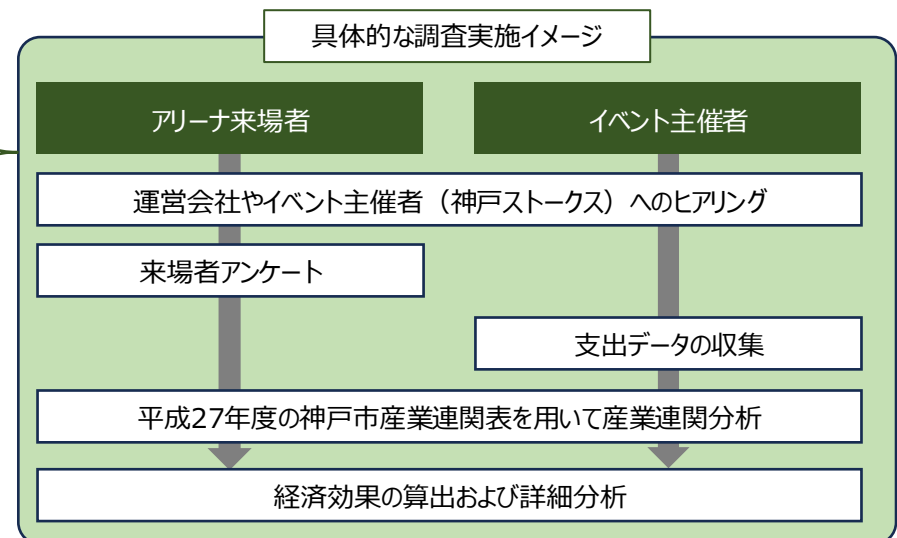 具体的な調査実施イメージ
アリーナ来場者
イベント主催者
運営会社やイベント主催者（神戸ストークス）へのヒアリング
来場者アンケート
支出データの収集
平成27年度の神戸市産業連関表を用いて産業連関分析
経済効果の算出および詳細分析